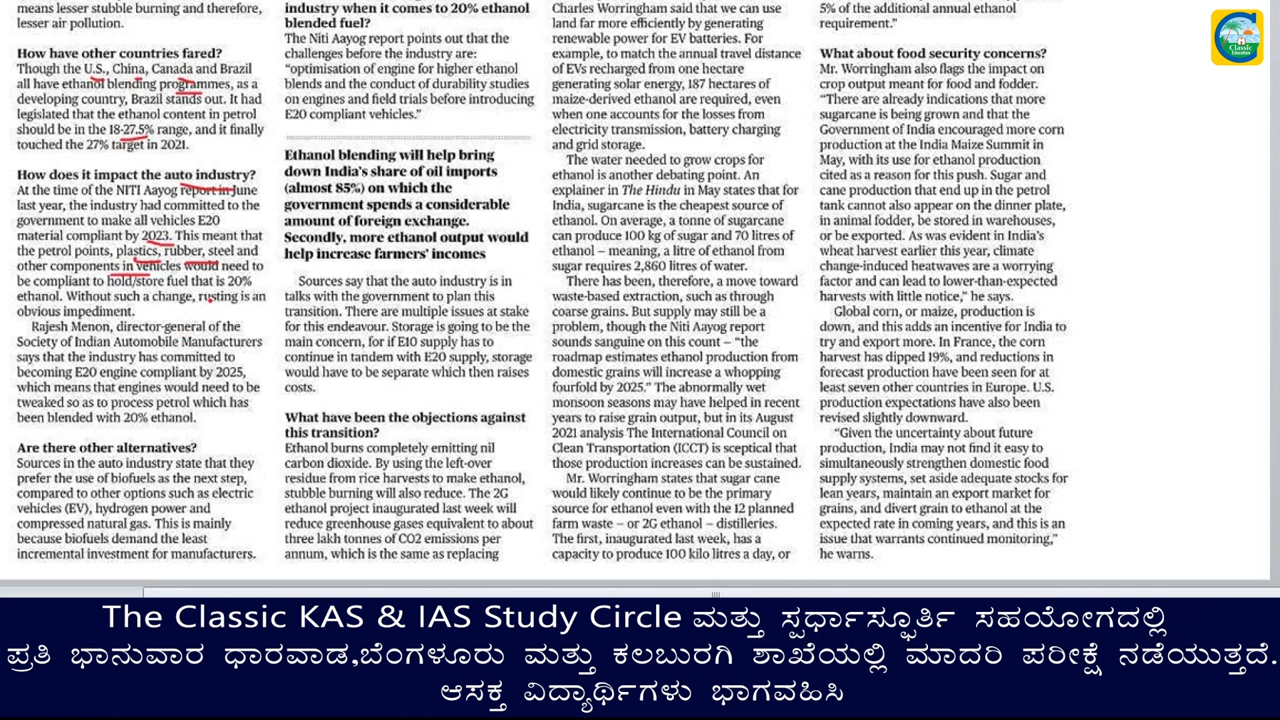 means lesser stubble burning and therefore,
lesser air pollution.
How have other countries fared?
Though the U.S., China, Canada and Brazil
all have ethanol blending programmes, as a
developing country, Brazil stands out. It had
legislated that the ethanol content in petrol
should be in the 18-27.5% range, and it finally
touched the 27% target in 2021.
How does it impact the auto industry?
At the time of the NITI Aayog report in June
last year, the industry had committed to the
government to make all vehicles E20
material compliant by 2023. This meant that
the petrol points, plastics, rubber, steel and
other components in vehicles would need to
be compliant to hold/store fuel that is 20%
ethanol. Without such a change, rusting is an
obvious impediment.
Rajesh Menon, director-general of the
Society of Indian Automobile Manufacturers
says that the industry has committed to
becoming E20 engine compliant by 2025,
which means that engines would need to be
tweaked so as to process petrol which has
been blended with 20% ethanol.
Are there other alternatives?
Sources in the auto industry state that they
prefer the use of biofuels as the next step,
compared to other options such as electric
vehicles (EV), hydrogen power and
compressed natural gas. This is mainly
because biofuels demand the least
incremental investment for manufacturers.
industry when it comes to 20% ethanol
blended fuel?
The Niti Aayog report points out that the
challenges before the industry are:
“optimisation of engine for higher ethanol
blends and the conduct of durability studies
on engines and field trials before introducing
E20 compliant vehicles.”
Ethanol blending will help bring
down India’s share of oil imports
(almost 85%) on which the
government spends a considerable
amount of foreign exchange.
Secondly, more ethanol output would
help increase farmers’ incomes
Sources say that the auto industry is in
talks with the government to plan this
transition. There are multiple issues at stake
for this endeavour. Storage is going to be the
main concern, for if E10 supply has to
continue in tandem with E20 supply, storage
would have to be separate which then raises
costs.
What have been the objections against
this transition?
Ethanol burns completely emitting nil
carbon dioxide. By using the left-over
residue from rice harvests to make ethanol,
stubble burning will also reduce. The 2G
ethanol project inaugurated last week will
reduce greenhouse gases equivalent to about
three lakh tonnes of CO2 emissions per
annum, which is the same as replacing
Charles Worringham said that we can use
land far more efficiently by generating
renewable power for EV batteries. For
example, to match the annual travel distance
of EVs recharged from one hectare
generating solar energy, 187 hectares of
maize-derived ethanol are required, even
when one accounts for the losses from
electricity transmission, battery charging
and grid storage.
The water needed to grow crops for
ethanol is another debating point. An
explainer in The Hindu in May states that for
India, sugarcane is the cheapest source of
ethanol. On average, a tonne of sugarcane
can produce 100 kg of sugar and 70 litres of
ethanol – meaning, a litre of ethanol from
sugar requires 2,860 litres of water.
There has been, therefore, a move toward
waste-based extraction, such as through
coarse grains. But supply may still be a
problem, though the Niti Aayog report
sounds sanguine on this count – “the
roadmap estimates ethanol production from
domestic grains will increase a whopping
fourfold by 2025.” The abnormally wet
monsoon seasons may have helped in recent
years to raise grain output, but in its August
2021 analysis The International Council on
Clean Transportation (ICCT) is sceptical that
those production increases can be sustained.
Mr. Worringham states that sugar cane
would likely continue to be the primary
source for ethanol even with the 12 planned
farm waste – or 2G ethanol – distilleries.
The first, inaugurated last week, has a
capacity to produce 100 kilo litres a day, or
5% of the additional annual ethanol
requirement.”
What about food security concerns?
Mr. Worringham also flags the impact on
crop output meant for food and fodder.
“There are already indications that more
sugarcane is being grown and that the
Government of India encouraged more corn
production at the India Maize Summit in
May, with its use for ethanol production
cited as a reason for this push. Sugar and
cane production that end up in the petrol
tank cannot also appear on the dinner plate,
in animal fodder, be stored in warehouses,
or be exported. As was evident in India’s
wheat harvest earlier this year, climate
change-induced heatwaves are a worrying
factor and can lead to lower-than-expected
harvests with little notice,” he says.
Global corn, or maize, production is
down, and this adds an incentive for India to
try and export more. In France, the corn
harvest has dipped 19%, and reductions in
forecast production have been seen for at
least seven other countries in Europe. U.S.
production expectations have also been
revised slightly downward.
“Given the uncertainty about future
production, India may not find it easy to
simultaneously strengthen domestic food
supply systems, set aside adequate stocks for
lean years, maintain an export market for
grains, and divert grain to ethanol at the
expected rate in coming years, and this is an
issue that warrants continued monitoring,”
he warns.
Classic
Education
The Classic KAS & IAS Study Circle ಮತ್ತು ಸ್ಪರ್ಧಾಸ್ಫೂರ್ತಿ ಸಹಯೋಗದಲ್ಲಿ
ಪ್ರತಿ ಭಾನುವಾರ ಧಾರವಾಡ,ಬೆಂಗಳೂರು ಮತ್ತು ಕಲಬುರಗಿ ಶಾಖೆಯಲ್ಲಿ ಮಾದರಿ ಪರೀಕ್ಷೆ ನಡೆಯುತ್ತದೆ.
ಆಸಕ್ತ ವಿದ್ಯಾರ್ಥಿಗಳು ಭಾಗವಹಿಸಿ